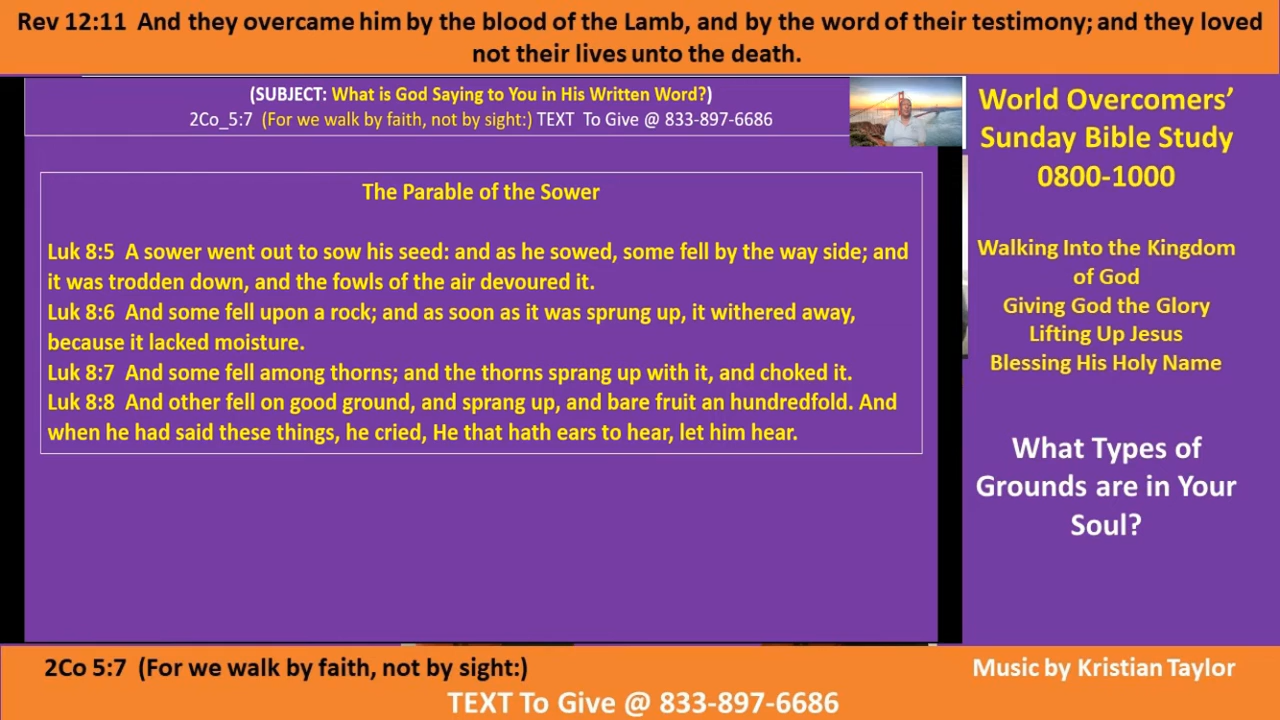 Rev 12:11  And they overcame him by the blood of the Lamb, and by the word of their testimony; and they loved
not their lives unto the death.
(SUBJECT: What is God Saying to You in His Written Word?)
2Co_5:7  (For we walk by faith, not by sight:) TEXT  To Give @ 833-897-6686
The Parable of the Sower
Luk 8:5  A sower went out to sow his seed: and as he sowed, some fell by the way side; and
it was trodden down, and the fowls of the air devoured it.
Luk 8:6  And some fell upon a rock; and as soon as it was sprung up, it withered away,
because it lacked moisture.
Luk 8:7  And some fell among thorns; and the thorns sprang up with it, and choked it.
Luk 8:8  And other fell on good ground, and sprang up, and bare fruit an hundredfold. And
when he had said these things, he cried, He that hath ears to hear, let him hear.
World Overcomers’
Sunday Bible Study
0800-1000
Walking Into the Kingdom
of God
Giving God the Glory
Lifting Up Jesus
Blessing His Holy Name
What Types of
Grounds are in Your
Soul?
2Co 5:7  (For we walk by faith, not by sight:)
Music by Kristian Taylor
TEXT To Give @ 833-897-6686